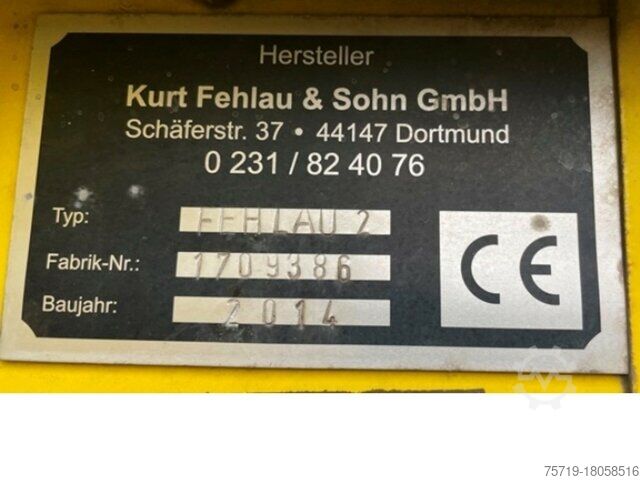 Hersteller
Kurt Fehlau & Sohn GmbH
Schäferstr. 37 • 44147 Dortmund
0 231 / 82 40 76
Typ: FEHLAU 2
Fabrik-Nr.: 1709386
Baujahr: 2014
CE
75719-18058516